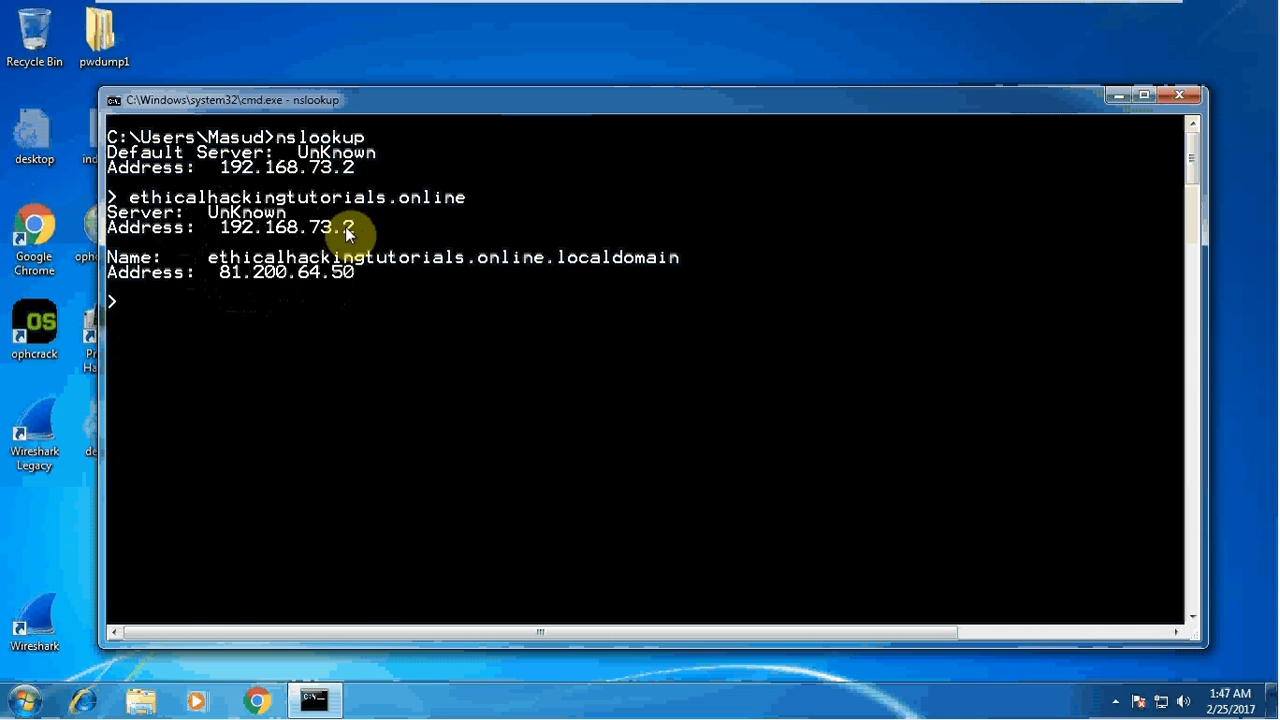 Recycle Bin
pwdump1
C:\Windows\system32\cmd.exe - nslookup
C:\Users\Masud>nslookup
Default Server:  UnKnown
Address:  192.168.73.2
> ethicalhackingtutorials.online
Server:  UnKnown
Address:  192.168.73.2
Name:    ethicalhackingtutorials.online.localdomain
Address:  81.200.64.50
>
desktop
Google
Chrome
OS
ophcrack
Wireshark
Legacy
Wireshark
C:\_
1:47 AM
2/25/2017